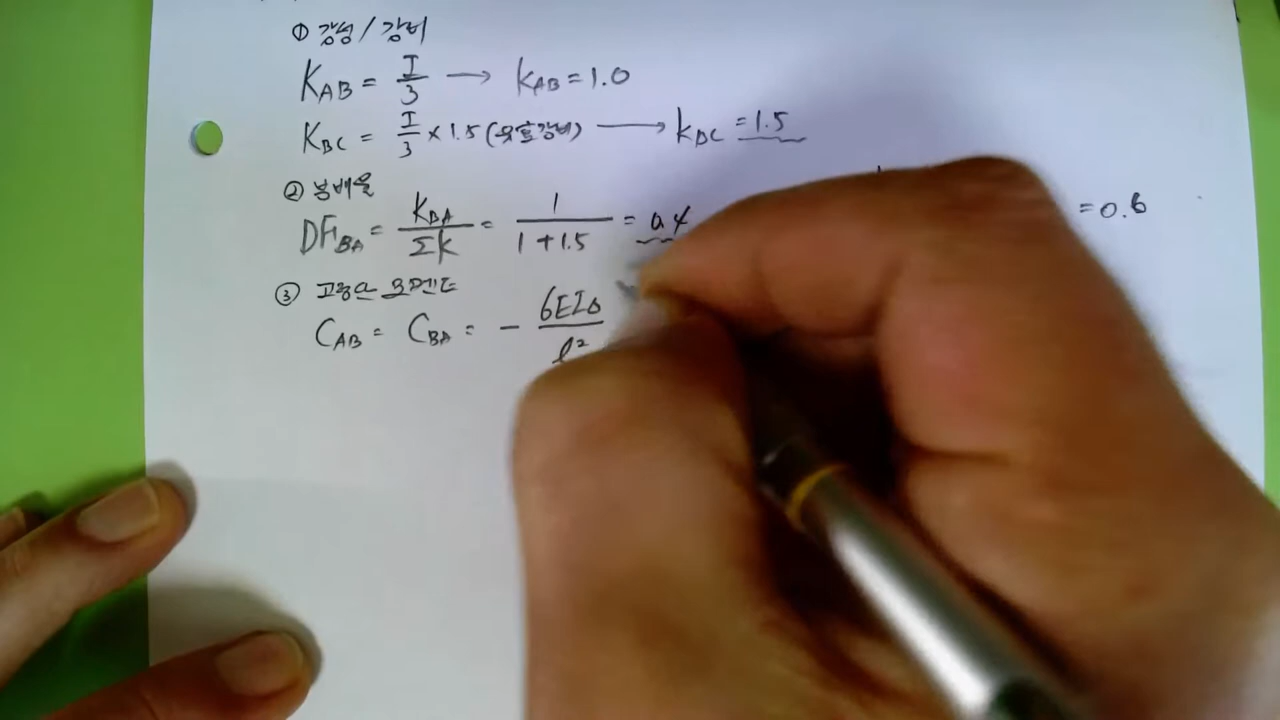 ① 강성 / 강비
K_AB = I/3 → k_AB = 1.0
K_BC = I/3 × 1.5 (유효강비) → k_BC = 1.5
② 분배율
DF_BA = k_BA/Σk = 1/(1+1.5) = 0.4 = 0.6
③ 고정단 모멘트
C_AB = C_BA = - 6EIΔ/l²